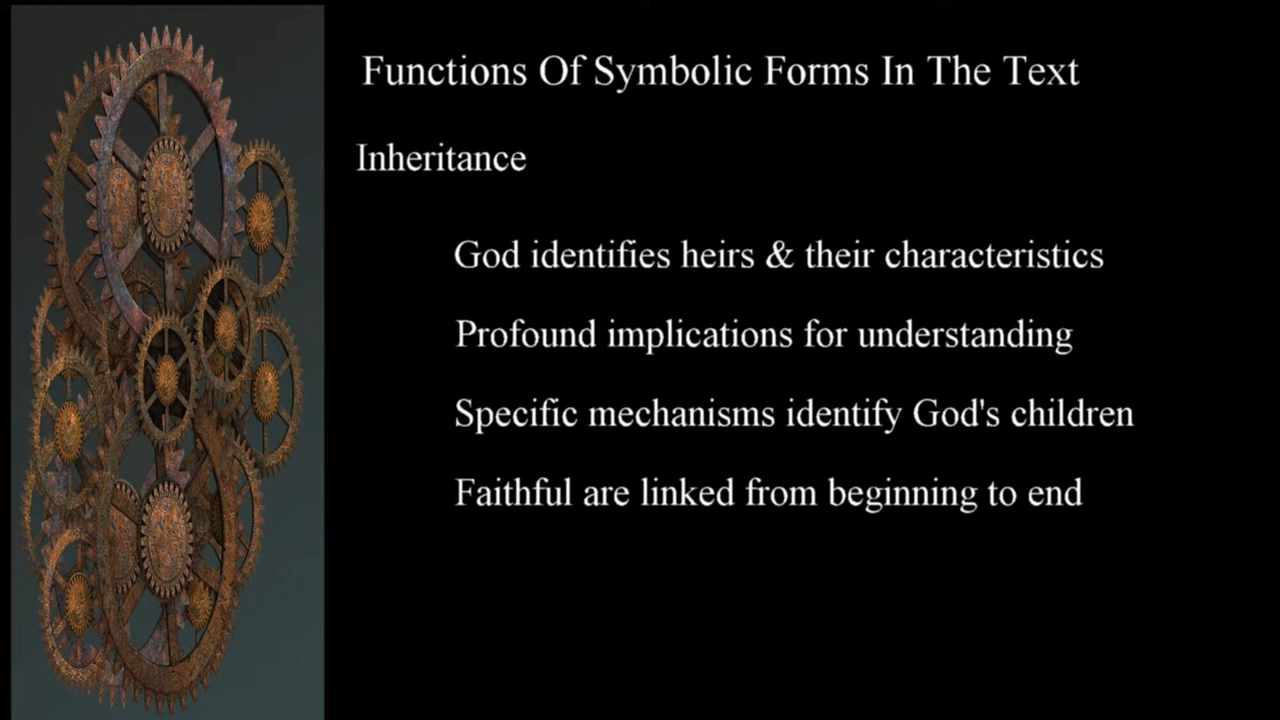 Functions Of Symbolic Forms In The Text
Inheritance
God identifies heirs & their characteristics
Profound implications for understanding
Specific mechanisms identify God's children
Faithful are linked from beginning to end